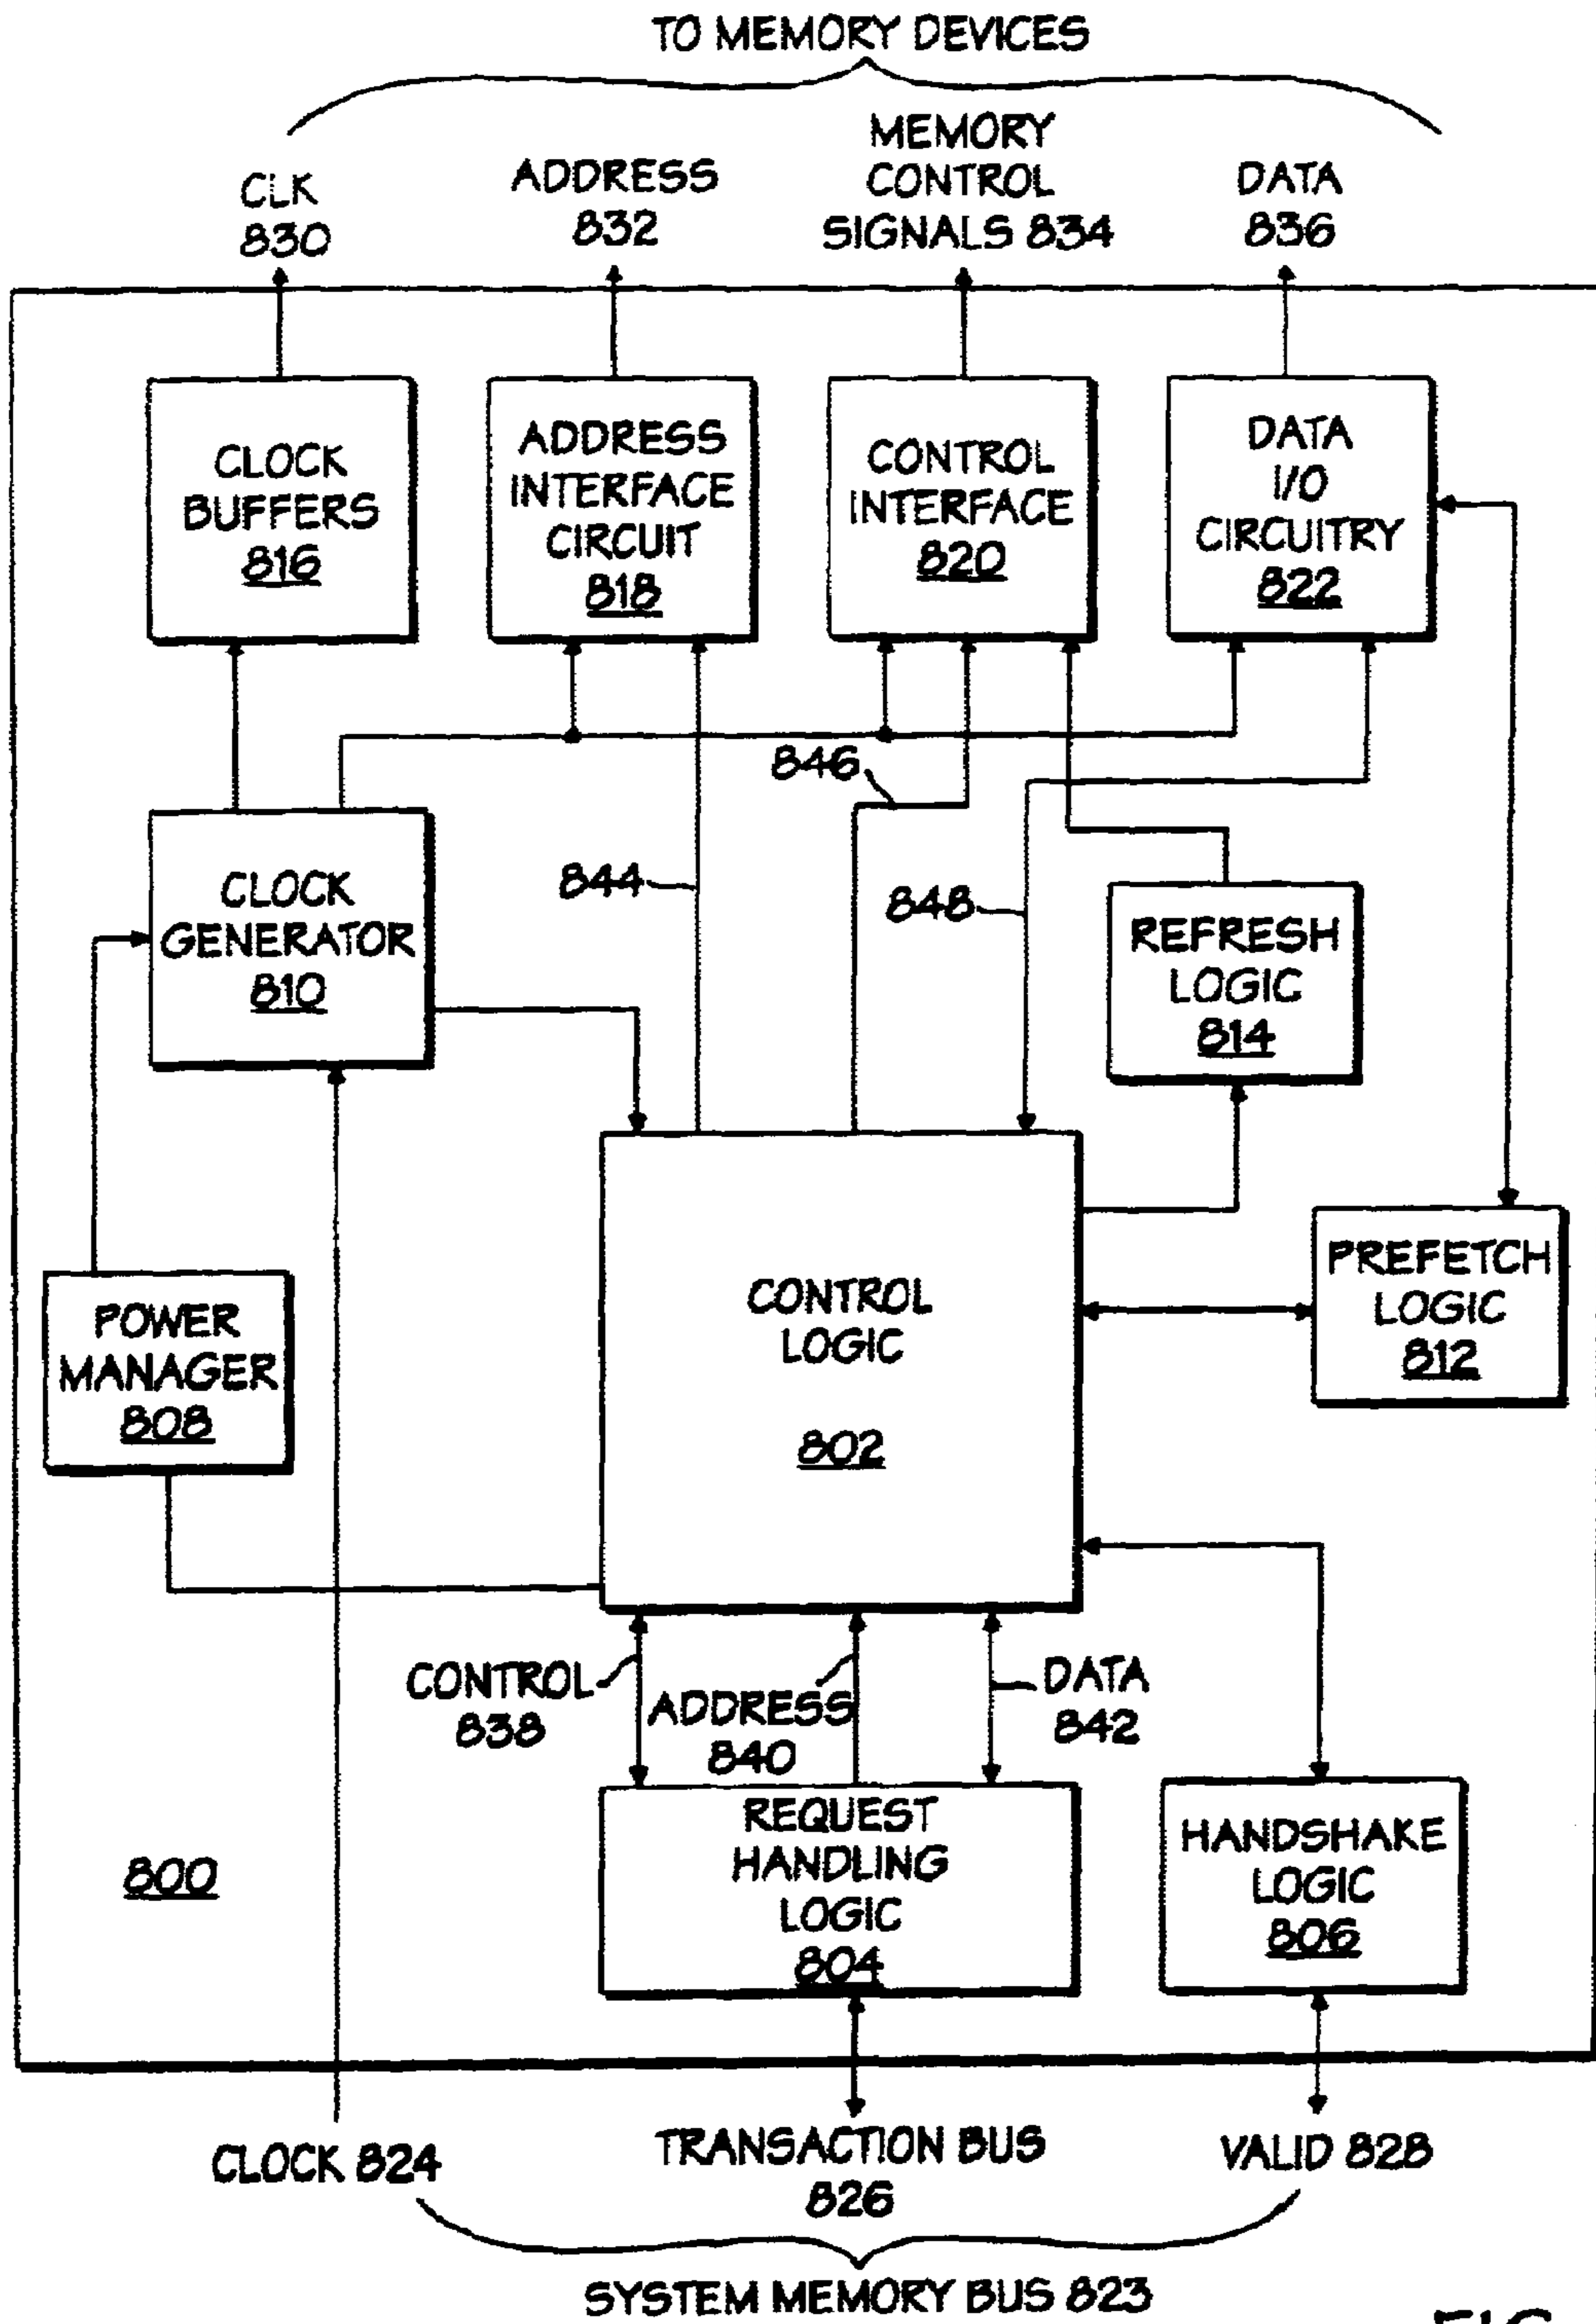 TO MEMORY DEVICES
CLK
830
ADDRESS
832
MEMORY
CONTROL
SIGNALS 834
DATA
836
CLOCK
BUFFERS
816
ADDRESS
INTERFACE
CIRCUIT
818
CONTROL
INTERFACE
820
DATA
I/O
CIRCUITRY
822
846
844
848
CLOCK
GENERATOR
810
REFRESH
LOGIC
814
POWER
MANAGER
808
CONTROL
LOGIC
802
PREFETCH
LOGIC
812
CONTROL
838
ADDRESS
840
DATA
842
800
REQUEST
HANDLING
LOGIC
804
HANDSHAKE
LOGIC
806
CLOCK 824
TRANSACTION BUS
826
VALID 828
SYSTEM MEMORY BUS 823